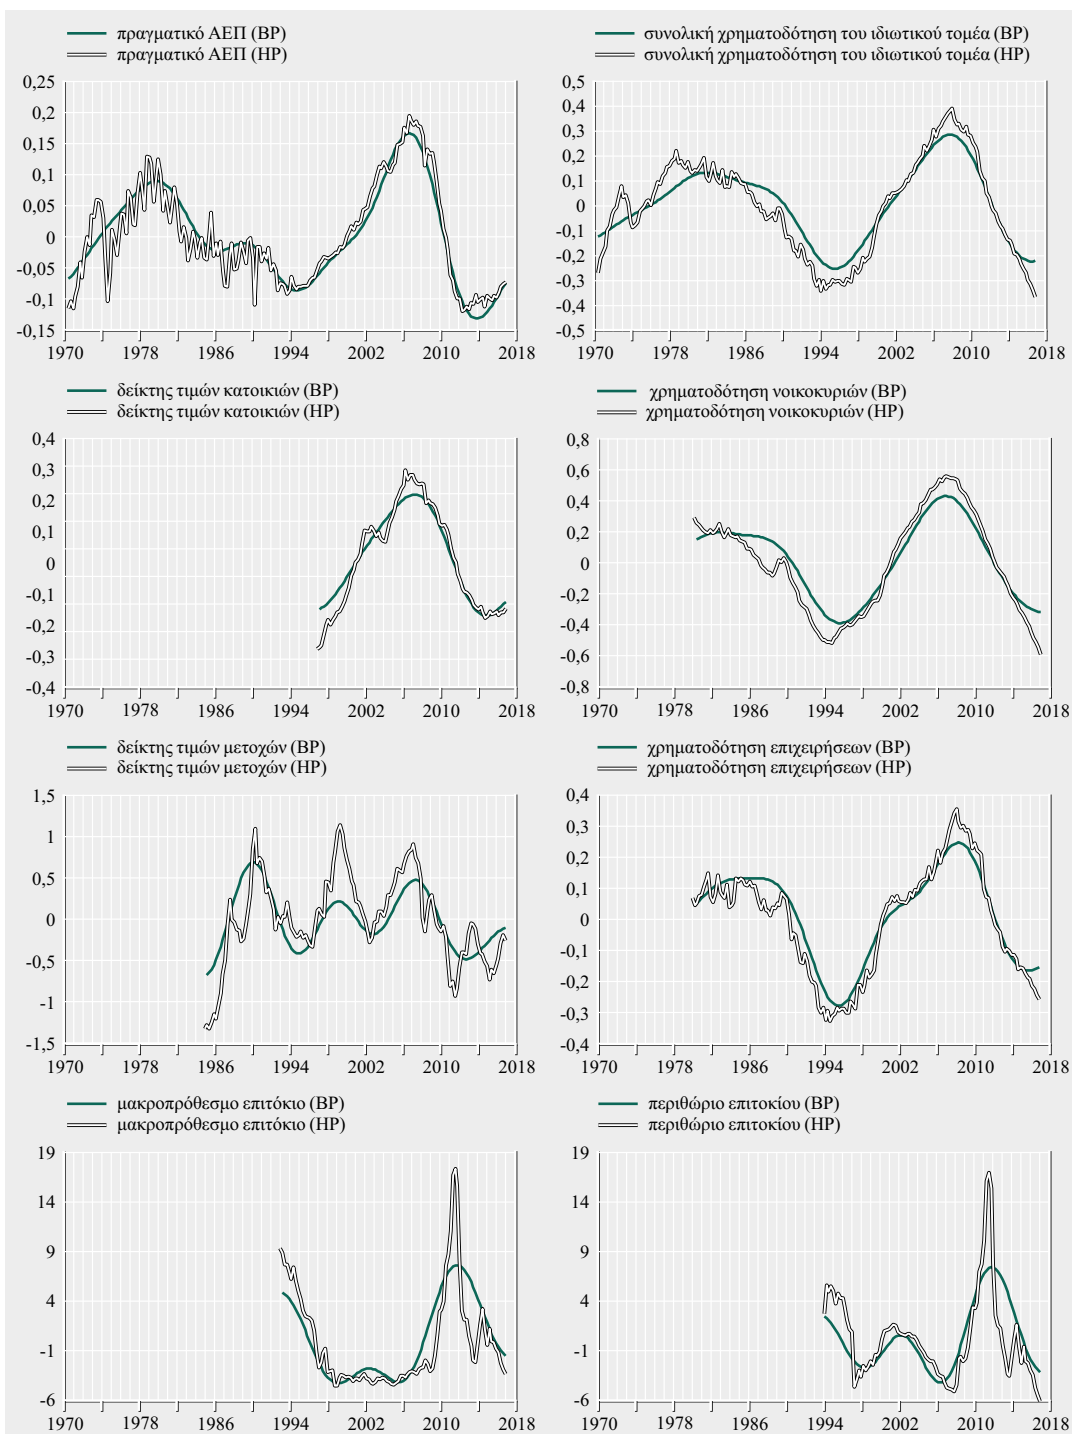 πραγματικό ΑΕΠ (BP)
πραγματικό ΑΕΠ (HP)
0,25
0,2
0,15
0,1
0,05
0
-0,05
-0,1
-0,15
1970 1978 1986 1994 2002 2010 2018
συνολική χρηματοδότηση του ιδιωτικού τομέα (BP)
συνολική χρηματοδότηση του ιδιωτικού τομέα (HP)
0,5
0,4
0,3
0,2
0,1
0
-0,1
-0,2
-0,3
-0,4
-0,5
1970 1978 1986 1994 2002 2010 2018
δείκτης τιμών κατοικιών (BP)
δείκτης τιμών κατοικιών (HP)
0,4
0,3
0,2
0,1
0
-0,1
-0,2
-0,3
-0,4
1970 1978 1986 1994 2002 2010 2018
χρηματοδότηση νοικοκυριών (BP)
χρηματοδότηση νοικοκυριών (HP)
0,8
0,6
0,4
0,2
0
-0,2
-0,4
-0,6
-0,8
1970 1978 1986 1994 2002 2010 2018
δείκτης τιμών μετοχών (BP)
δείκτης τιμών μετοχών (HP)
1,5
1
0,5
0
-0,5
-1
-1,5
1970 1978 1986 1994 2002 2010 2018
χρηματοδότηση επιχειρήσεων (BP)
χρηματοδότηση επιχειρήσεων (HP)
0,4
0,3
0,2
0,1
0
-0,1
-0,2
-0,3
-0,4
1970 1978 1986 1994 2002 2010 2018
μακροπρόθεσμο επιτόκιο (BP)
μακροπρόθεσμο επιτόκιο (HP)
19
14
9
4
-1
-6
1970 1978 1986 1994 2002 2010 2018
περιθώριο επιτοκίου (BP)
περιθώριο επιτοκίου (HP)
19
14
9
4
-1
-6
1970 1978 1986 1994 2002 2010 2018